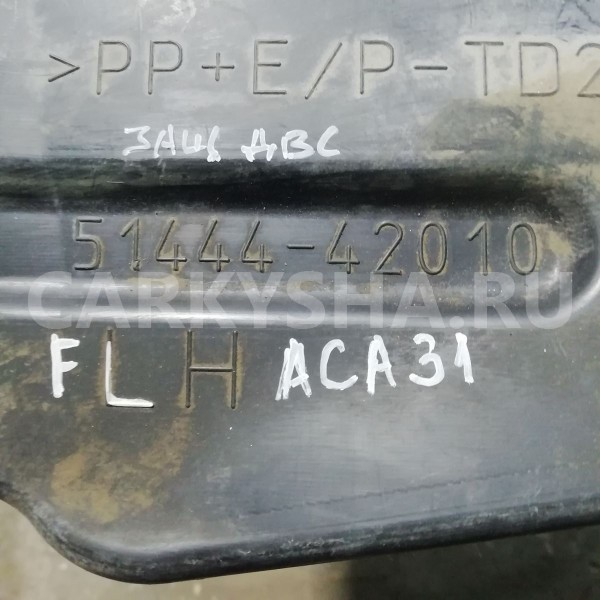 >PP+E/P-TD2
ЗАЩ ДВС
51444-42010
CARKYSHA.RU
FLH ACA31